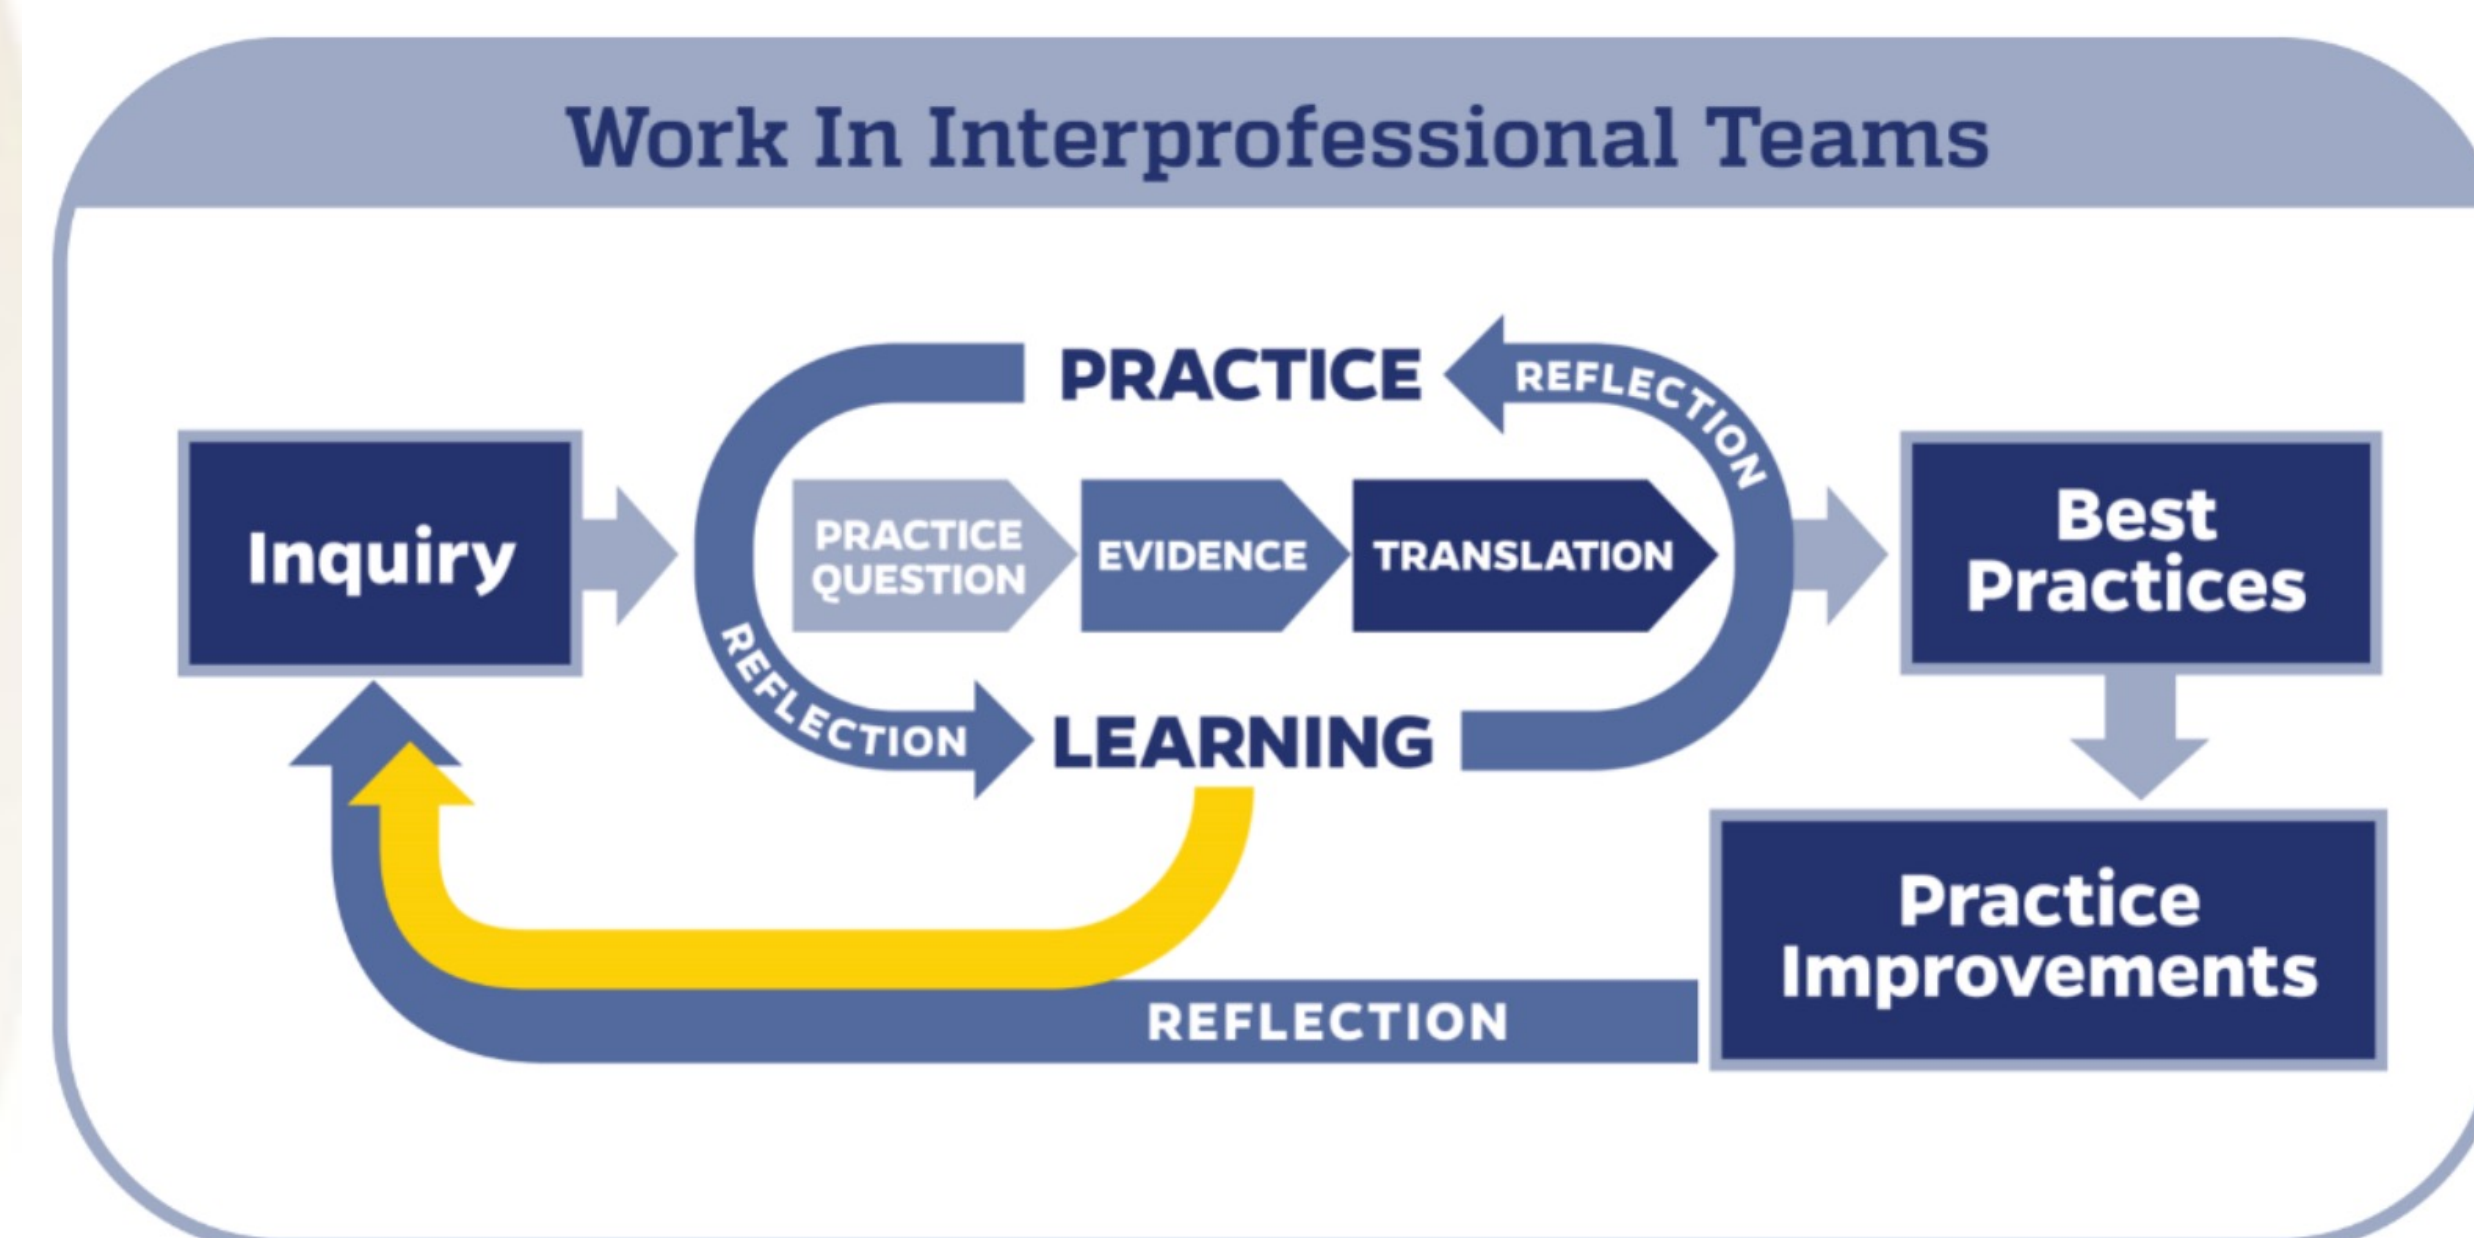 Work In Interprofessional Teams
PRACTICE
REFLECTION
Inquiry
PRACTICE
QUESTION
EVIDENCE
TRANSLATION
Best
Practices
REFLECTION
LEARNING
Practice
Improvements
REFLECTION